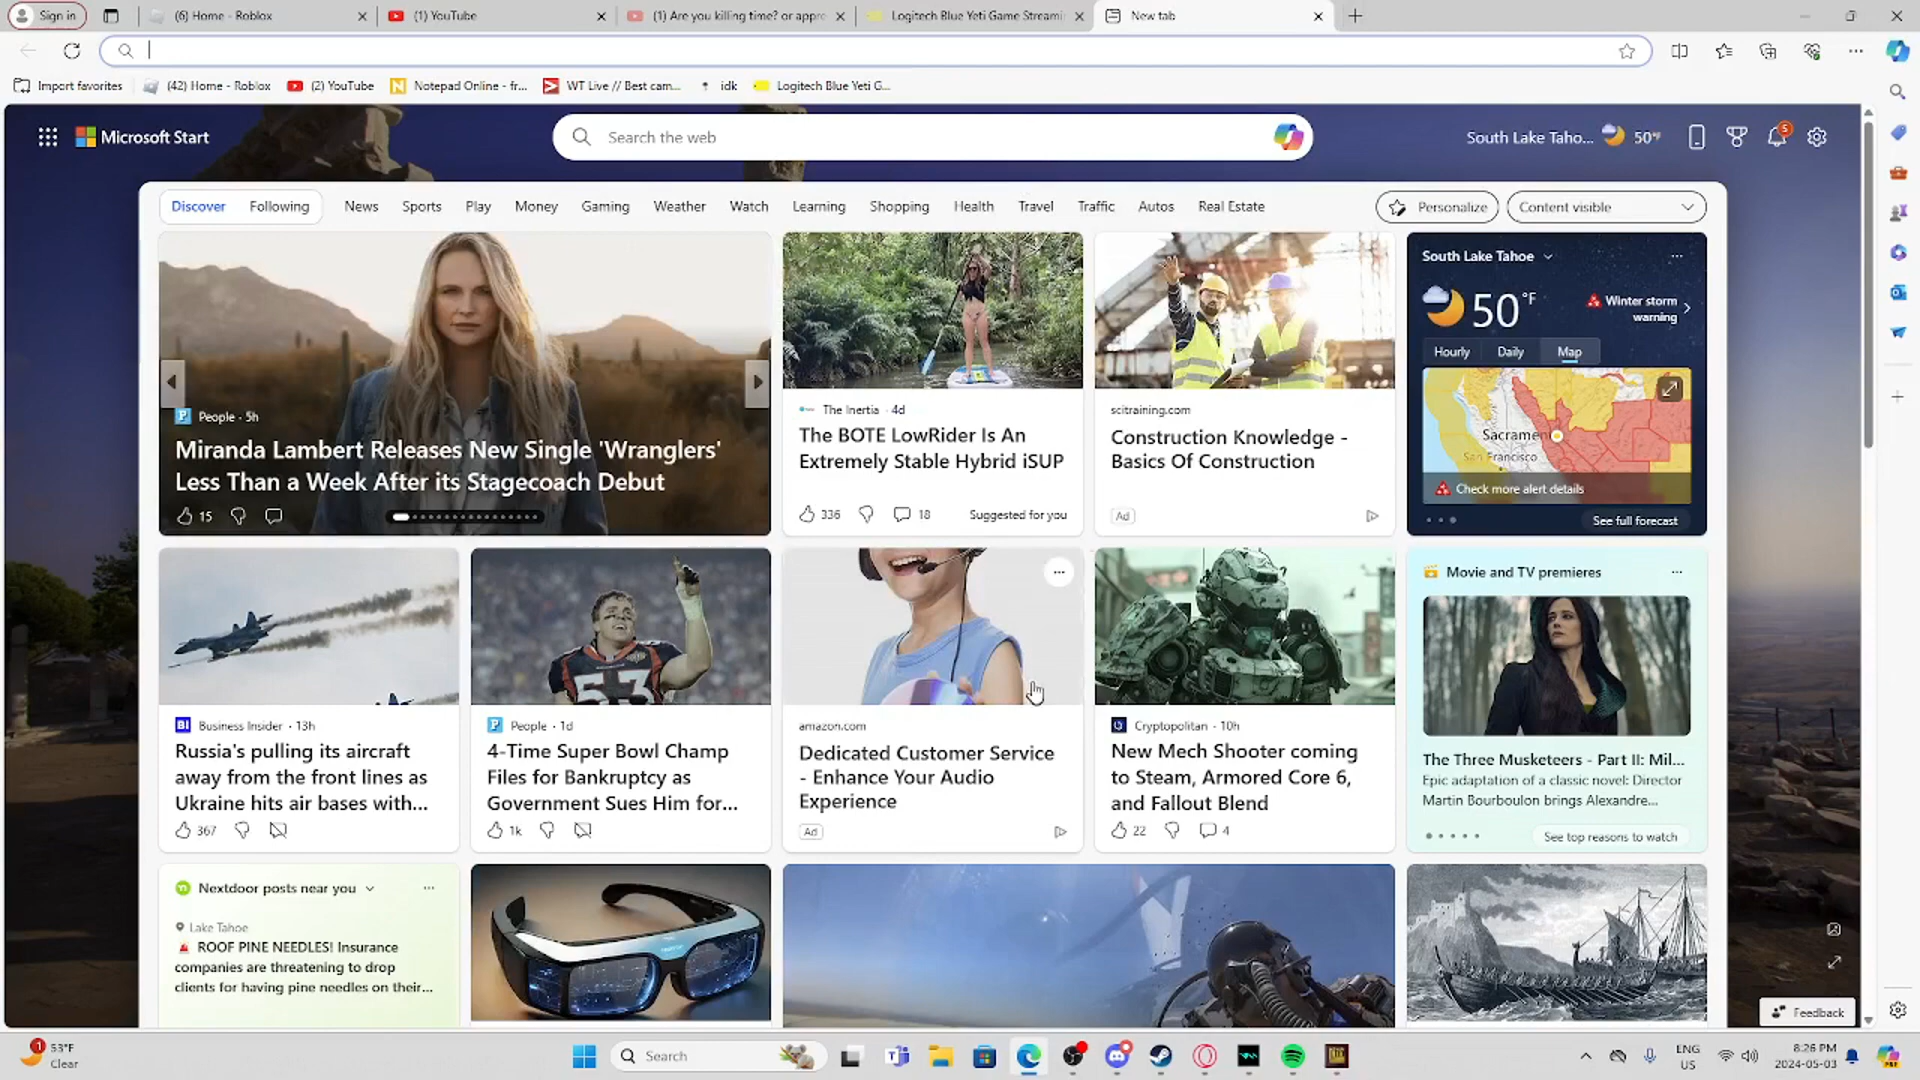 Sign in
(6) Home - Roblox
(1) YouTube
(1) Are you killing time? or appre
Logitech Blue Yeti Game Streami
New tab
Import favorites
(42) Home - Roblox
(2) YouTube
Notepad Online - fr...
WT Live // Best cam...
idk
Logitech Blue Yeti G...
Microsoft Start
Search the web
South Lake Taho...
50°F
5
Discover
Following
News
Sports
Play
Money
Gaming
Weather
Watch
Learning
Shopping
Health
Travel
Traffic
Autos
Real Estate
Personalize
Content visible
People · 5h
Miranda Lambert Releases New Single 'Wranglers'
Less Than a Week After its Stagecoach Debut
15
The Inertia · 4d
The BOTE LowRider Is An
Extremely Stable Hybrid iSUP
336
18
Suggested for you
scitraining.com
Construction Knowledge -
Basics Of Construction
Ad
South Lake Tahoe
50 °F
Winter storm
warning
Hourly
Daily
Map
Sacramen
San Francisco
Check more alert details
See full forecast
53
BI Business Insider · 13h
Russia's pulling its aircraft
away from the front lines as
Ukraine hits air bases with...
367
People · 1d
4-Time Super Bowl Champ
Files for Bankruptcy as
Government Sues Him for...
1k
amazon.com
Dedicated Customer Service
- Enhance Your Audio
Experience
Ad
Cryptopolitan · 10h
New Mech Shooter coming
to Steam, Armored Core 6,
and Fallout Blend
22
4
Movie and TV premieres
The Three Musketeers - Part II: Mil...
Epic adaptation of a classic novel: Director
Martin Bourboulon brings Alexandre...
See top reasons to watch
Nextdoor posts near you
Lake Tahoe
ROOF PINE NEEDLES! Insurance
companies are threatening to drop
clients for having pine needles on their...
Feedback
1
53°F
Clear
Search
ENG
US
8:26 PM
2024-05-03